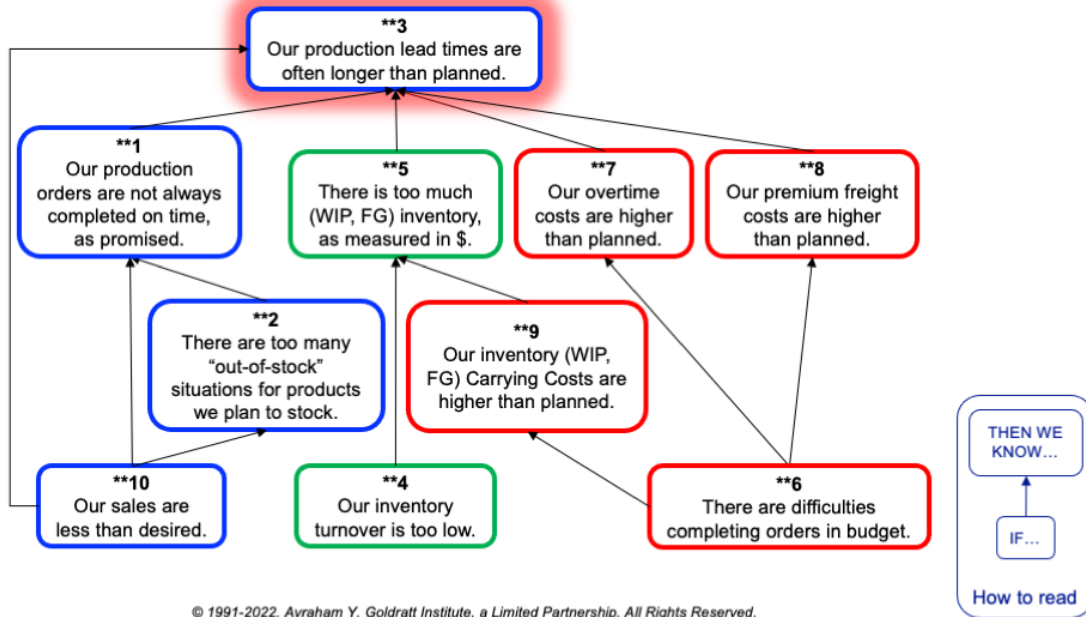 **3
Our production lead times are
often longer than planned.
**1
Our production
orders are not always
completed on time,
as promised.
**5
There is too much
(WIP, FG) inventory,
as measured in $.
**7
Our overtime
costs are higher
than planned.
**8
Our premium freight
costs are higher
than planned.
**2
There are too many
“out-of-stock”
situations for products
we plan to stock.
**9
Our inventory (WIP,
FG) Carrying Costs are
higher than planned.
**10
Our sales are
less than desired.
**4
Our inventory
turnover is too low.
**6
There are difficulties
completing orders in budget.
THEN WE
KNOW...
IF...
How to read
© 1991-2022, Avraham Y. Goldratt Institute, a Limited Partnership. All Rights Reserved.